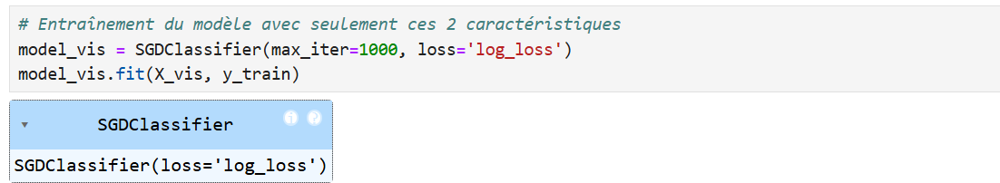 # Entraînement du modèle avec seulement ces 2 caractéristiques
model_vis = SGDClassifier(max_iter=1000, loss='log_loss')
model_vis.fit(X_vis, y_train)
▾ SGDClassifier i ?
SGDClassifier(loss='log_loss')